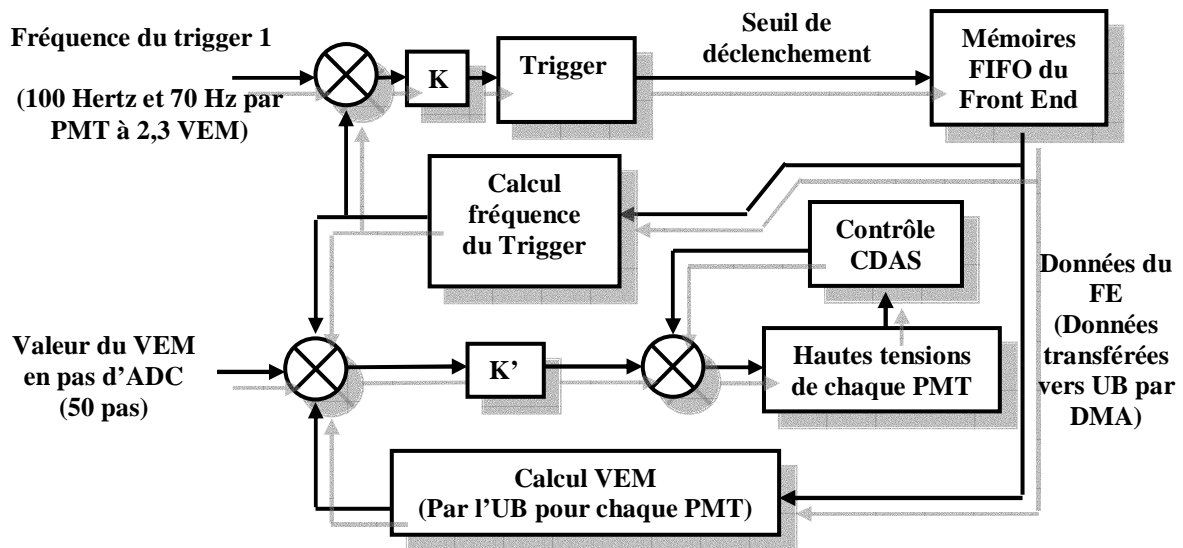 Fréquence du trigger 1
(100 Hertz et 70 Hz par
PMT à 2,3 VEM)
K
Trigger
Seuil de
déclenchement
Mémoires
FIFO du
Front End
Calcul
fréquence
du Trigger
Contrôle
CDAS
Données du
FE
(Données
transférées
vers UB par
DMA)
Valeur du VEM
en pas d’ADC
(50 pas)
K’
Hautes tensions
de chaque PMT
Calcul VEM
(Par l’UB pour chaque PMT)